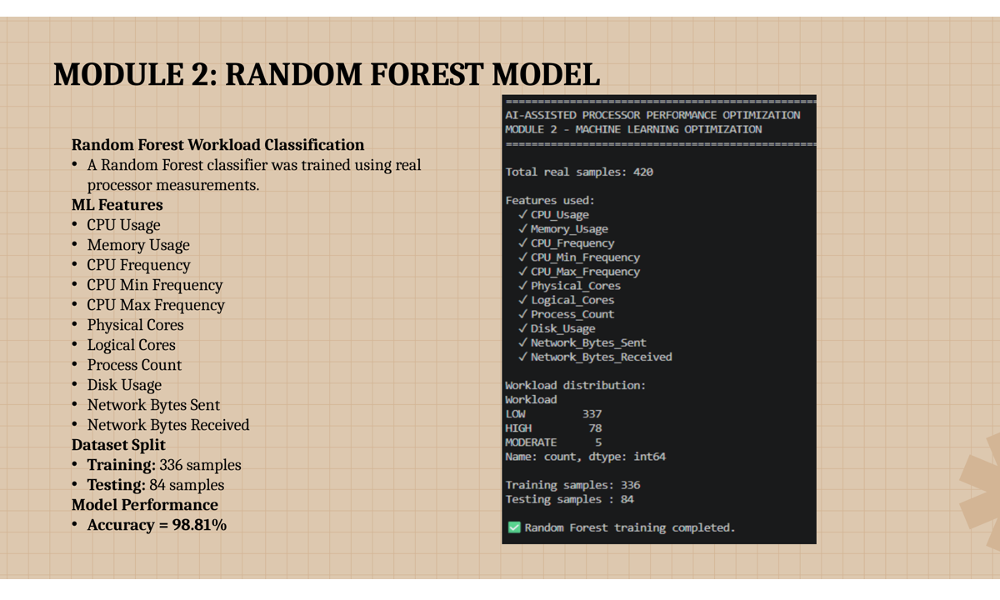 MODULE 2: RANDOM FOREST MODEL
Random Forest Workload Classification
• A Random Forest classifier was trained using real
processor measurements.
ML Features
• CPU Usage
• Memory Usage
• CPU Frequency
• CPU Min Frequency
• CPU Max Frequency
• Physical Cores
• Logical Cores
• Process Count
• Disk Usage
• Network Bytes Sent
• Network Bytes Received
Dataset Split
• Training: 336 samples
• Testing: 84 samples
Model Performance
• Accuracy = 98.81%
=================================================
AI-ASSISTED PROCESSOR PERFORMANCE OPTIMIZATION
MODULE 2 - MACHINE LEARNING OPTIMIZATION
=================================================
Total real samples: 420
Features used:
✓ CPU_Usage
✓ Memory_Usage
✓ CPU_Frequency
✓ CPU_Min_Frequency
✓ CPU_Max_Frequency
✓ Physical_Cores
✓ Logical_Cores
✓ Process_Count
✓ Disk_Usage
✓ Network_Bytes_Sent
✓ Network_Bytes_Received
Workload distribution:
Workload
LOW 337
HIGH 78
MODERATE 5
Name: count, dtype: int64
Training samples: 336
Testing samples : 84
✅ Random Forest training completed.